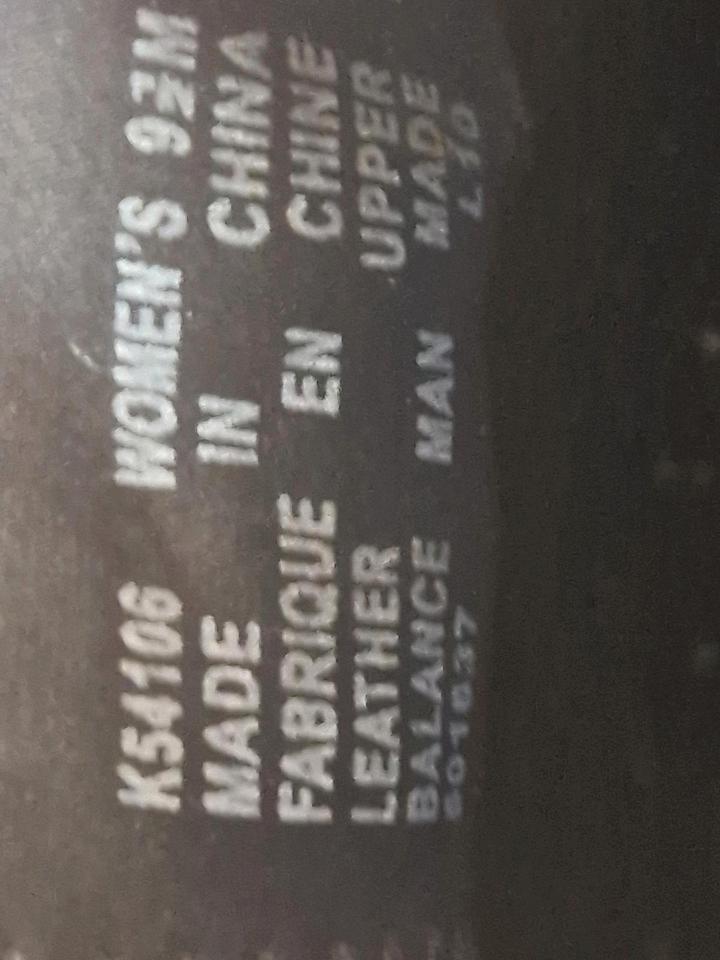 K54106 WOMEN'S 9½M
MADE IN CHINA
FABRIQUE EN CHINE
LEATHER UPPER
BALANCE MAN MADE